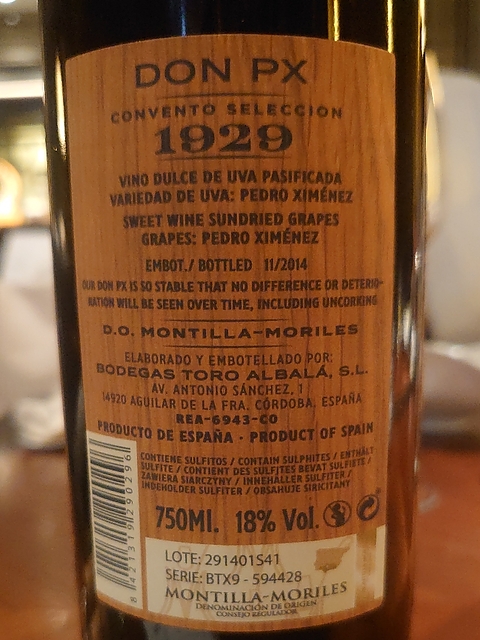 DON PX
CONVENTO SELECCIÓN
1929
VINO DULCE DE UVA PASIFICADA
VARIEDAD DE UVA: PEDRO XIMÉNEZ
SWEET WINE SUNDRIED GRAPES
GRAPES: PEDRO XIMÉNEZ
EMBOT./ BOTTLED 11/2014
OUR DON PX IS SO STABLE THAT NO DIFFERENCE OR DETERIO-
RATION WILL BE SEEN OVER TIME, INCLUDING UNCORKING.
D.O. MONTILLA-MORILES
ELABORADO Y EMBOTELLADO POR:
BODEGAS TORO ALBALÁ, S.L.
AV. ANTONIO SÁNCHEZ, 1
14920 AGUILAR DE LA FRA. CÓRDOBA, ESPAÑA
REA-6943-CO
PRODUCTO DE ESPAÑA · PRODUCT OF SPAIN
CONTIENE SULFITOS / CONTAIN SULPHITES / ENTHÄLT
SULFITE / CONTIENT DES SULFITES BEVAT SULFIETE /
ZAWIERA SIARCZYNY / INNEHÅLLER SULFITER /
INDEHOLDER SULFITER / OBSAHUJE SIRICITANY
750Ml. 18% Vol.
8 421319 290296
LOTE: 291401S41
SERIE: BTX9 - 594428
MONTILLA-MORILES
DENOMINACIÓN DE ORIGEN
CONSEJO REGULADOR